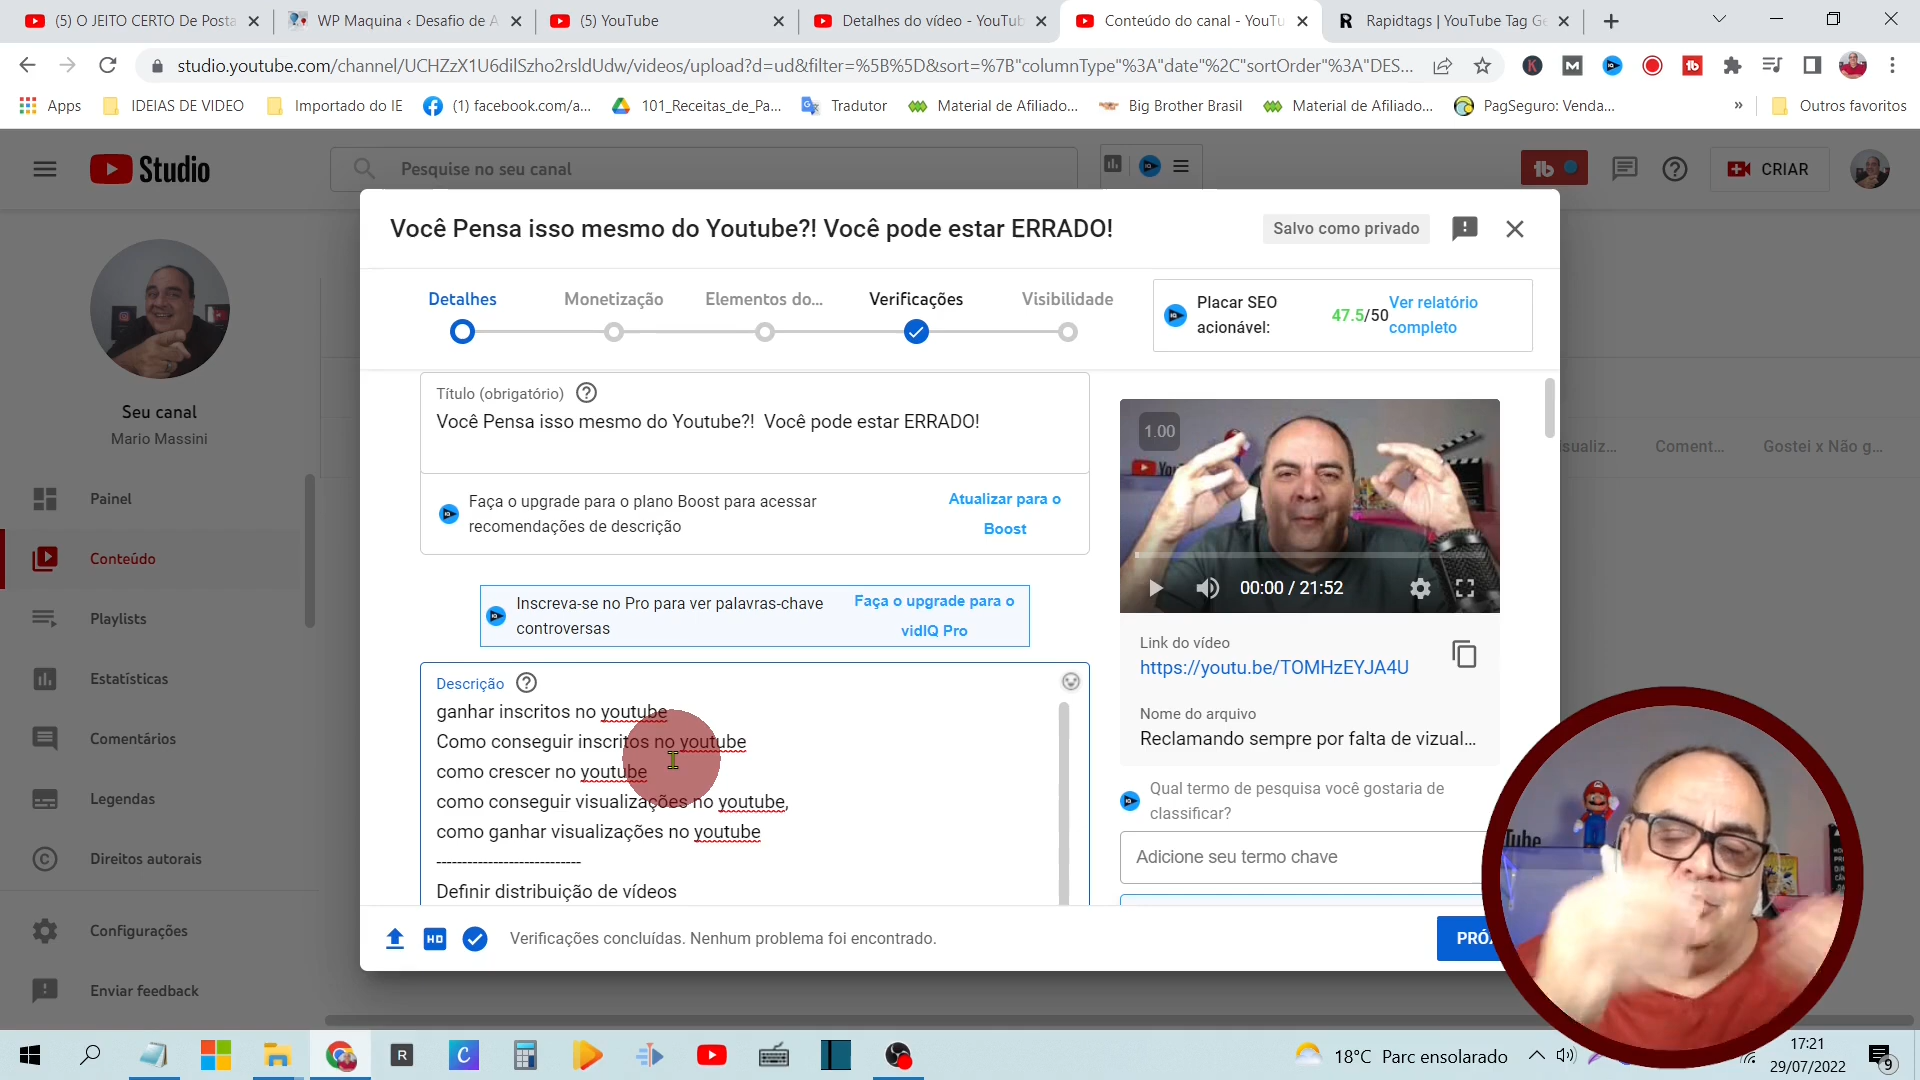 (5) O JEITO CERTO De Posta
WP Maquina ‹ Desafio de A
(5) YouTube
Detalhes do vídeo - YouTub
Conteúdo do canal - YouTu
Rapidtags | YouTube Tag Ge
studio.youtube.com/channel/UCHZzX1U6dilSzho2rsldUdw/videos/upload?d=ud&filter=%5B%5D&sort=%7B"columnType"%3A"date"%2C"sortOrder"%3A"DES...
Apps
IDEIAS DE VIDEO
Importado do IE
(1) facebook.com/a...
101_Receitas_de_Pa...
Tradutor
Material de Afiliado...
Big Brother Brasil
Material de Afiliado...
PagSeguro: Venda...
»
Outros favoritos
Studio
Pesquise no seu canal
CRIAR
Você Pensa isso mesmo do Youtube?! Você pode estar ERRADO!
Salvo como privado
Detalhes
Monetização
Elementos do...
Verificações
Visibilidade
Placar SEO
acionável:
47.5/50
Ver relatório
completo
Seu canal
Mario Massini
Painel
Conteúdo
Playlists
Estatísticas
Comentários
Legendas
Direitos autorais
Configurações
Enviar feedback
Título (obrigatório)
Você Pensa isso mesmo do Youtube?! Você pode estar ERRADO!
Faça o upgrade para o plano Boost para acessar
recomendações de descrição
Atualizar para o
Boost
Inscreva-se no Pro para ver palavras-chave
controversas
Faça o upgrade para o
vidIQ Pro
Descrição
ganhar inscritos no youtube
Como conseguir inscritos no youtube
como crescer no youtube
como conseguir visualizações no youtube,
como ganhar visualizações no youtube
----------------------------
Definir distribuição de vídeos
1.00
00:00 / 21:52
Link do vídeo
https://youtu.be/TOMHzEYJA4U
Nome do arquivo
Reclamando sempre por falta de vizual...
Qual termo de pesquisa você gostaria de
classificar?
Adicione seu termo chave
sualiz...
Coment...
Gostei x Não g...
HD
Verificações concluídas. Nenhum problema foi encontrado.
18°C Parc ensolarado
17:21
29/07/2022
9